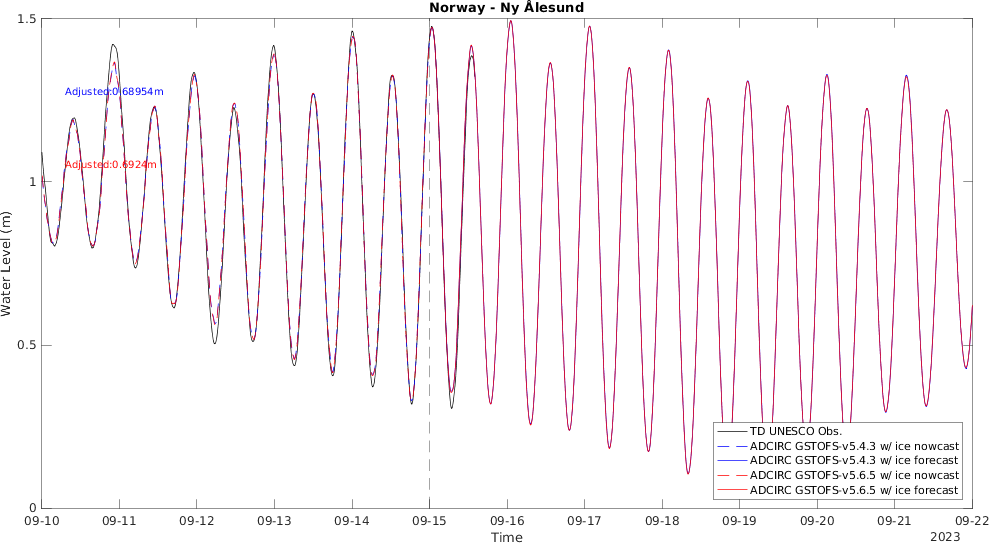 Norway - Ny Ålesund
1.5
1
0.5
0
Water Level (m)
Adjusted:0.68954m
Adjusted:0.6924m
TD UNESCO Obs.
ADCIRC GSTOFS-v5.4.3 w/ ice nowcast
ADCIRC GSTOFS-v5.4.3 w/ ice forecast
ADCIRC GSTOFS-v5.6.5 w/ ice nowcast
ADCIRC GSTOFS-v5.6.5 w/ ice forecast
09-10 09-11 09-12 09-13 09-14 09-15 09-16 09-17 09-18 09-19 09-20 09-21 09-22
Time
2023